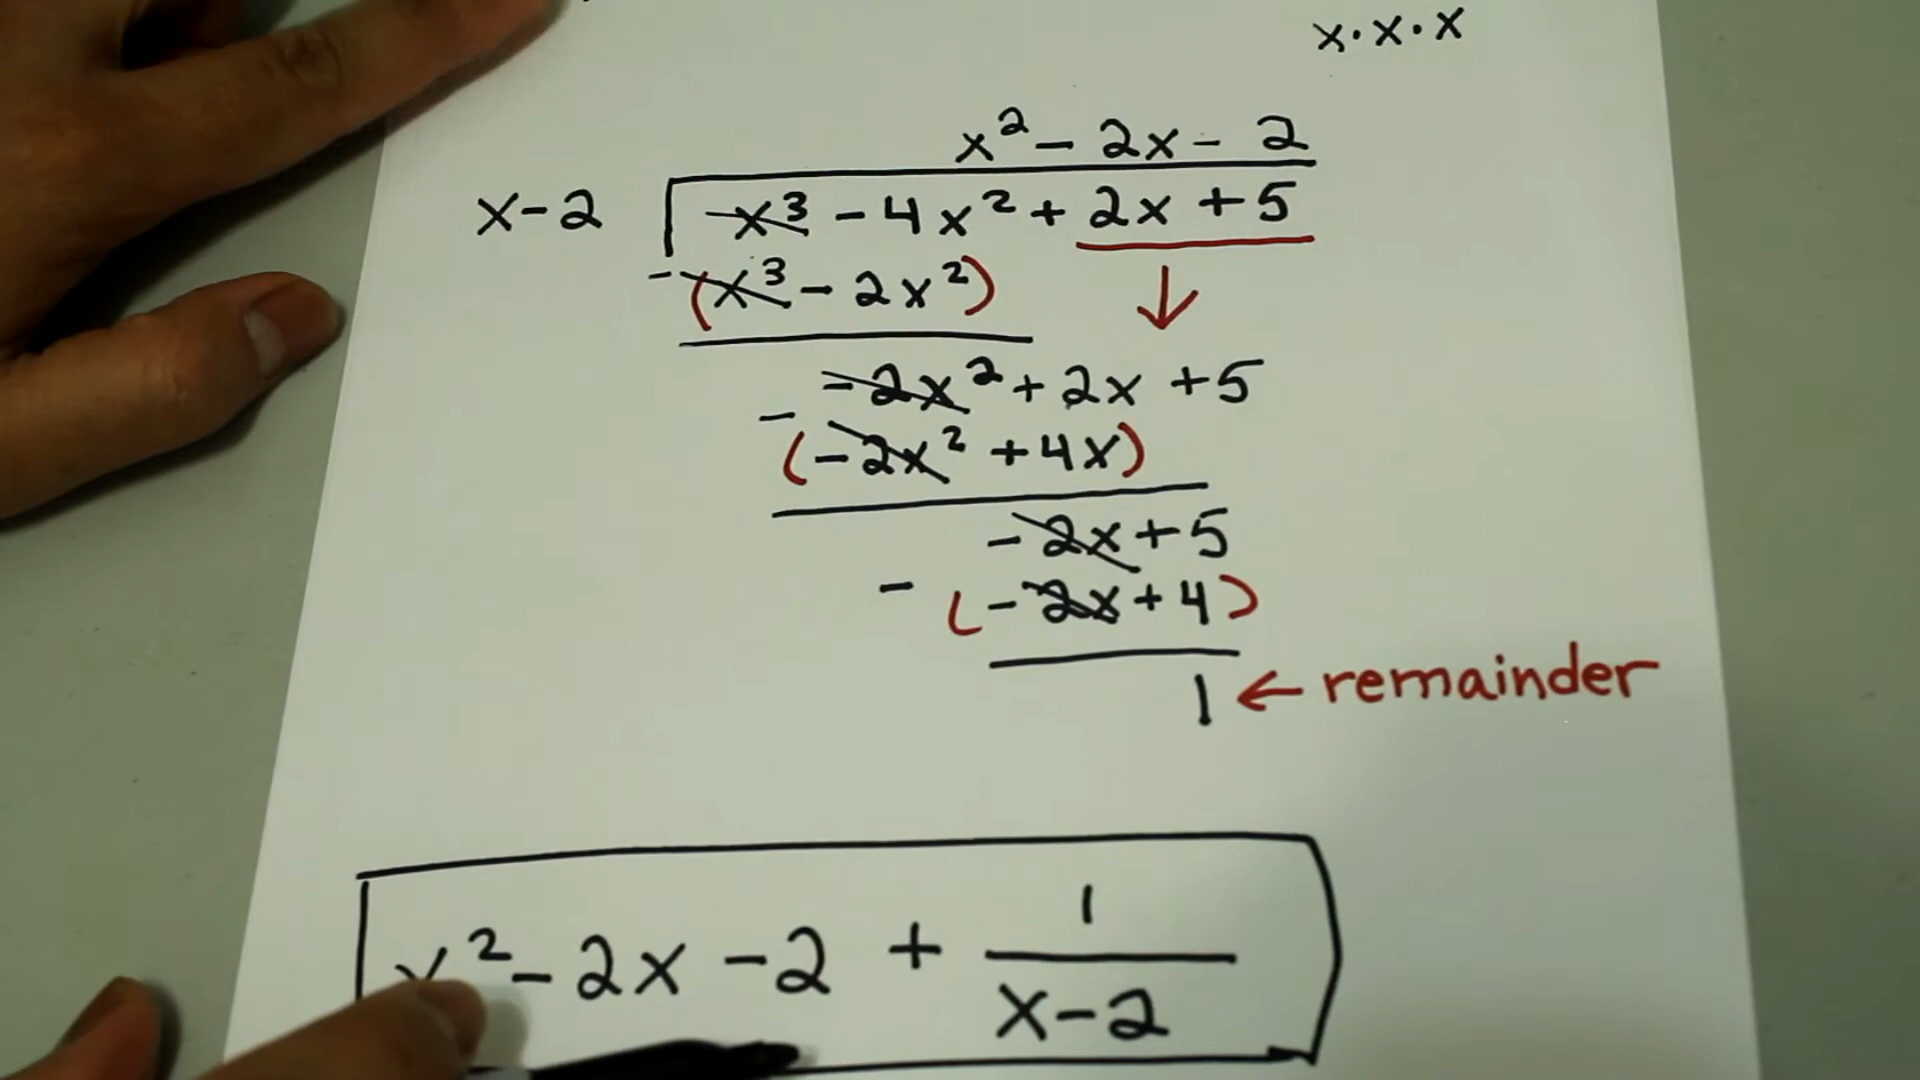 x·x·x
x² - 2x - 2
x-2 x³ - 4x² + 2x + 5
-(x³ - 2x²)
-2x² + 2x + 5
-(-2x² + 4x)
-2x + 5
-(-2x + 4)
1 ← remainder
x² - 2x - 2 + 1/(x-2)